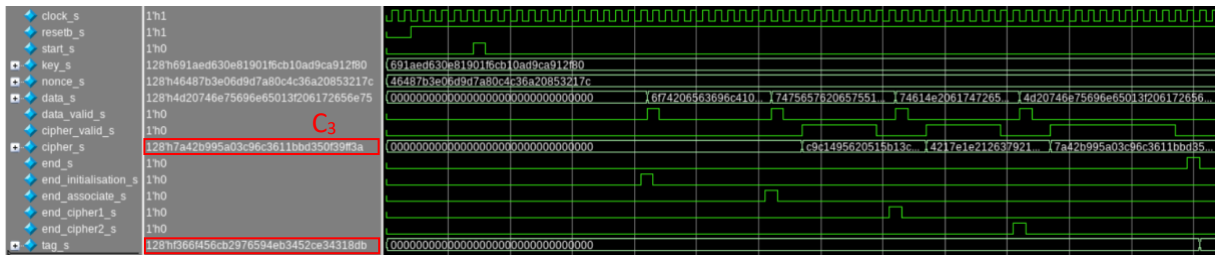 clock_s 1'h1
resetb_s 1'h1
start_s 1'h0
key_s 128'h691aed630e81901f6cb10ad9ca912f80 691aed630e81901f6cb10ad9ca912f80
nonce_s 128'h46487b3e06d9d7a80c4c36a20853217c 46487b3e06d9d7a80c4c36a20853217c
data_s 128'h4d20746e75696e65013f206172656e75 00000000000000000000000000000000 6f74206563696c410... 7475657620657551... 74614e2061747265... 4d20746e75696e65013f206172656...
data_valid_s 1'h0
cipher_valid_s 1'h0
C3
cipher_s 128'h7a42b995a03c96c3611bbd350f39ff3a 00000000000000000000000000000000 c9c1495620515b13c... 4217e1e212637921... 7a42b995a03c96c3611bbd35...
end_s 1'h0
end_initialisation_s 1'h0
end_associate_s 1'h0
end_cipher1_s 1'h0
end_cipher2_s 1'h0
tag_s 128'hf366f456cb2976594eb3452ce34318db 00000000000000000000000000000000